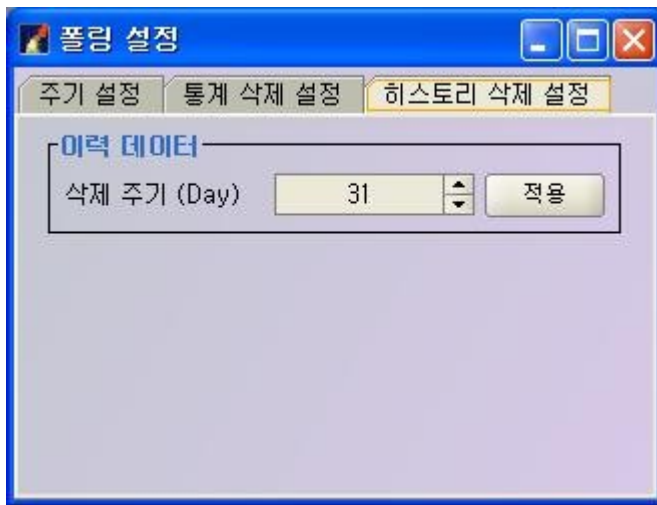 폴링 설정
주기 설정 통계 삭제 설정 히스토리 삭제 설정
이력 데이터
삭제 주기 (Day) 31 적용